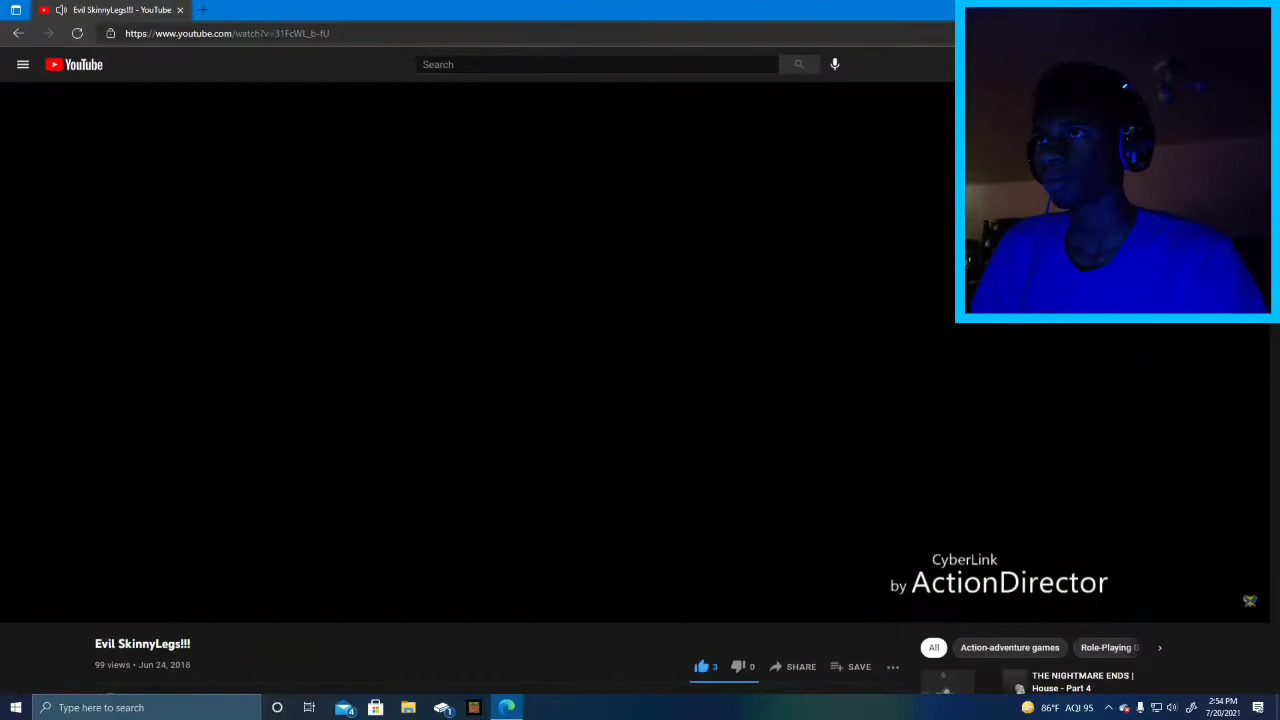 Evil SkinnyLegs!!! - YouTube
https://www.youtube.com/watch?v=31FcWL_b-fU
YouTube
Search
CyberLink
by ActionDirector
Evil SkinnyLegs!!!
99 views • Jun 24, 2018
3
0
SHARE
SAVE
All
Action-adventure games
Role-Playing G
THE NIGHTMARE ENDS |
House - Part 4
Type here to search
4
1
86°F AQI 95
2:54 PM
7/20/2021